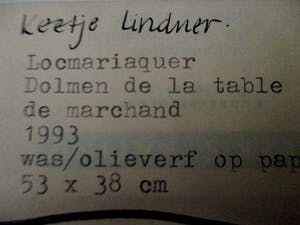 Keetje Lindner.
Locmariaquer
Dolmen de la table
de marchand
1993
was/olieverf op pap
53 x 38 cm